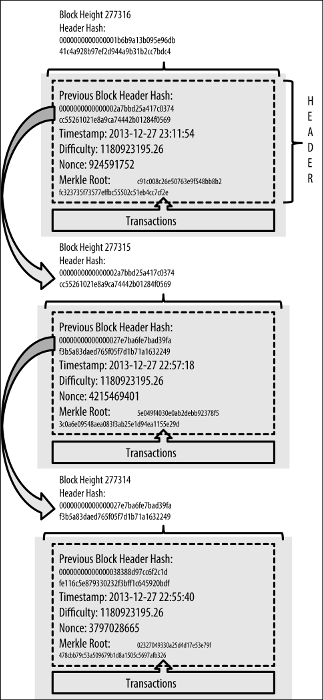 Block Height 277316
Header Hash:
0000000000000001b6b9a13b095e96db
41c4a928b97ef2d944a9b31b2cc7bdc4
HEADER
Previous Block Header Hash:
0000000000000002a7bbd25a417c0374
cc55261021e8a9ca74442b01284f0569
Timestamp: 2013-12-27 23:11:54
Difficulty: 1180923195.26
Nonce: 924591752
Merkle Root: c91c008c26e50763e9f548bb8b2
fc323735f73577effbc55502c51eb4cc7cf2e
Transactions
Block Height 277315
Header Hash:
0000000000000002a7bbd25a417c0374
cc55261021e8a9ca74442b01284f0569
Previous Block Header Hash:
00000000000000027e7ba6fe7bad39fa
f3b5a83daed765f05f7d1b71a1632249
Timestamp: 2013-12-27 22:57:18
Difficulty: 1180923195.26
Nonce: 4215469401
Merkle Root: 5e049f4030e0ab2debb92378f5
3c0a6e09548aea083f3ab25e1d94ea1155e29d
Transactions
Block Height 277314
Header Hash:
00000000000000027e7ba6fe7bad39fa
f3b5a83daed765f05f7d1b71a1632249
Previous Block Header Hash:
00000000000000038388d97cc6f2c1d
fe116c5e879330232f3bff1c645920bdf
Timestamp: 2013-12-27 22:55:40
Difficulty: 1180923195.26
Nonce: 3797028665
Merkle Root: 02327049330a25d4d17e53e79f
478cbb79c53a509679b1d8a1505c5697afb326
Transactions